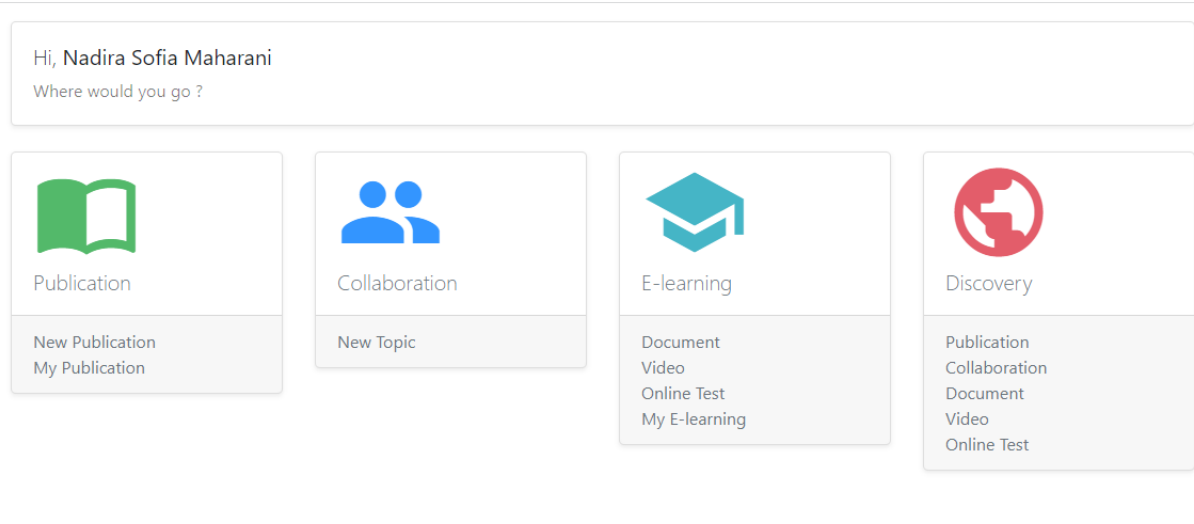 Hi, Nadira Sofia Maharani
Where would you go ?
Publication
New Publication
My Publication
Collaboration
New Topic
E-learning
Document
Video
Online Test
My E-learning
Discovery
Publication
Collaboration
Document
Video
Online Test